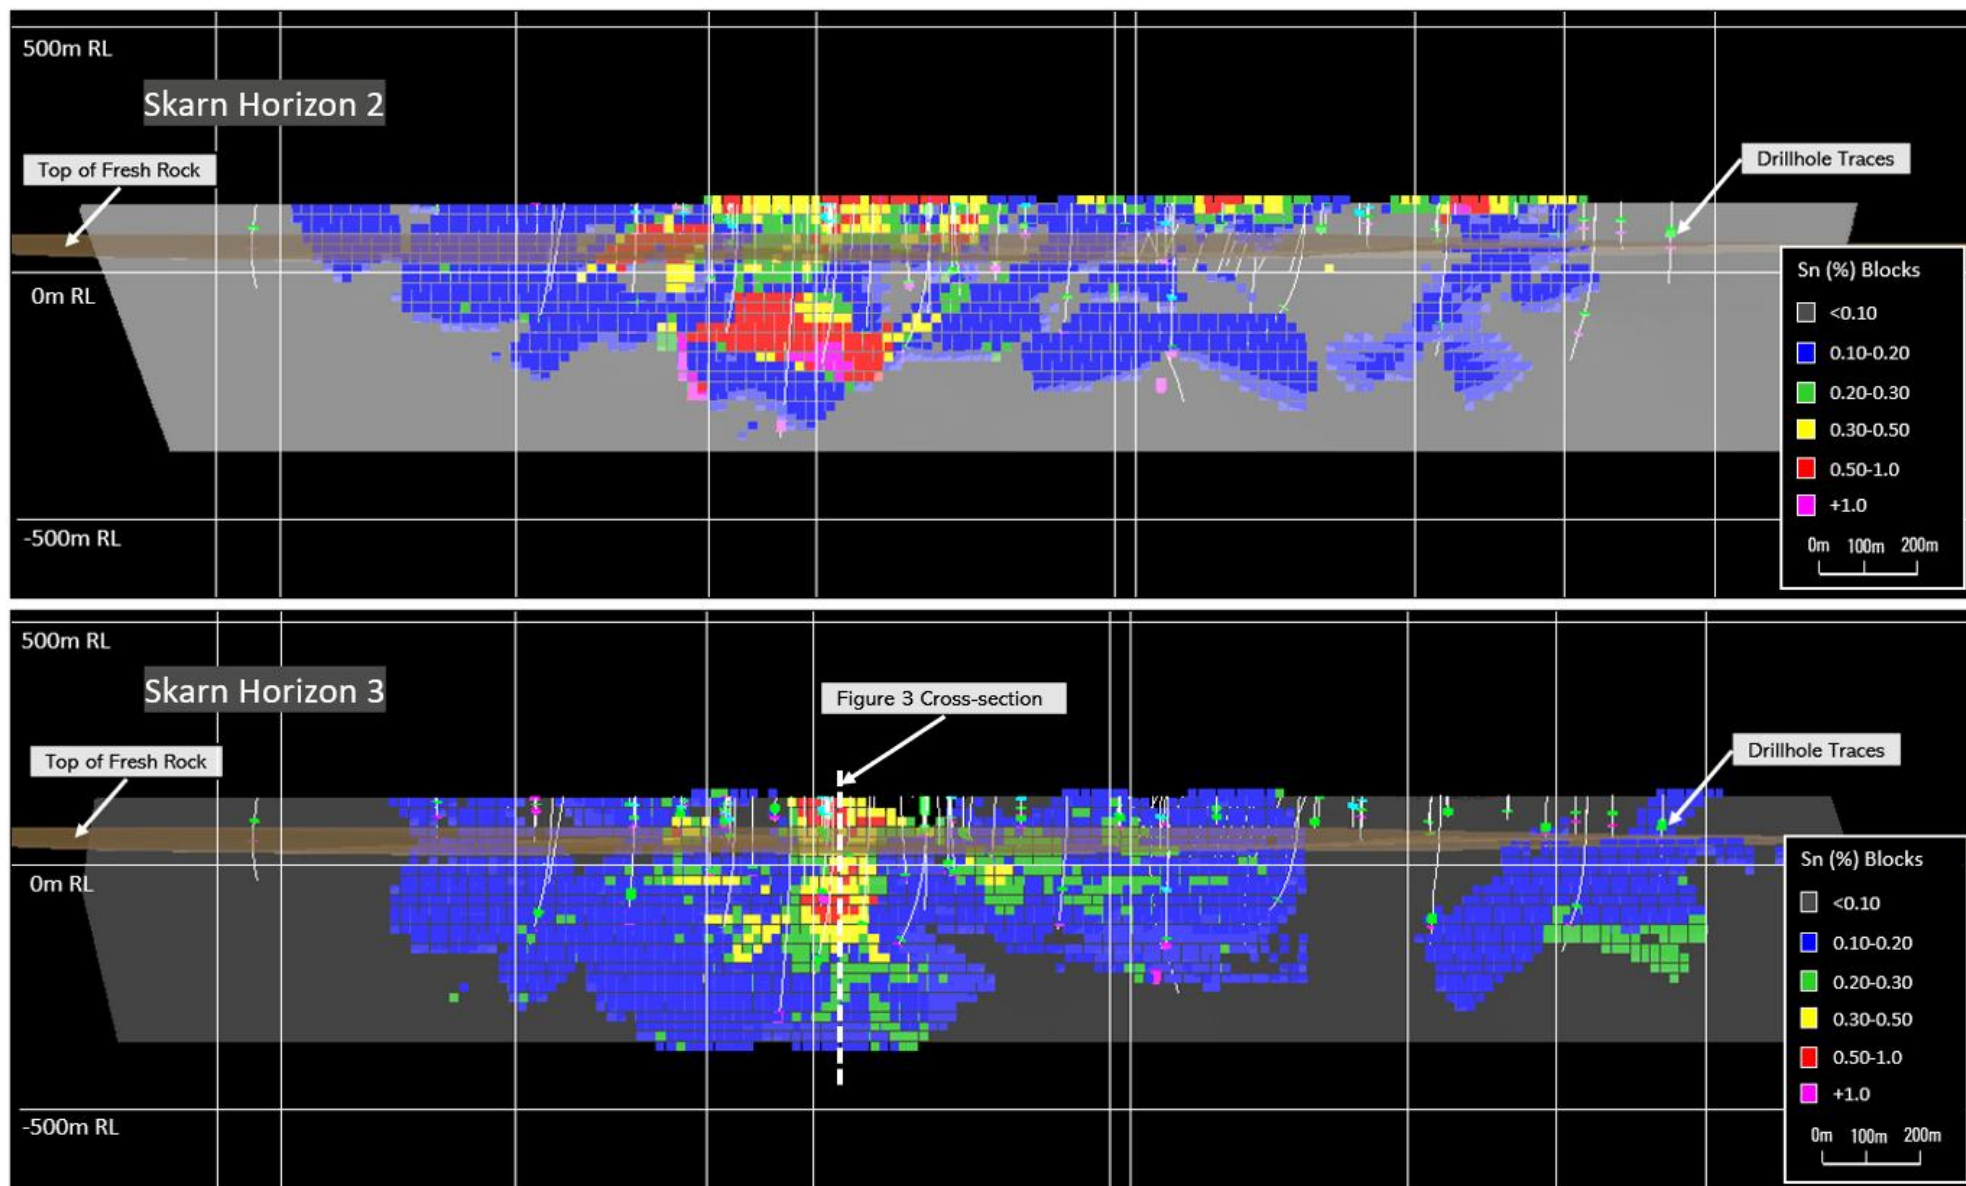 500m RL
Skarn Horizon 2
Top of Fresh Rock
Drillhole Traces
0m RL
-500m RL
Sn (%) Blocks
<0.10
0.10-0.20
0.20-0.30
0.30-0.50
0.50-1.0
+1.0
0m 100m 200m
500m RL
Skarn Horizon 3
Figure 3 Cross-section
Top of Fresh Rock
Drillhole Traces
0m RL
-500m RL
Sn (%) Blocks
<0.10
0.10-0.20
0.20-0.30
0.30-0.50
0.50-1.0
+1.0
0m 100m 200m